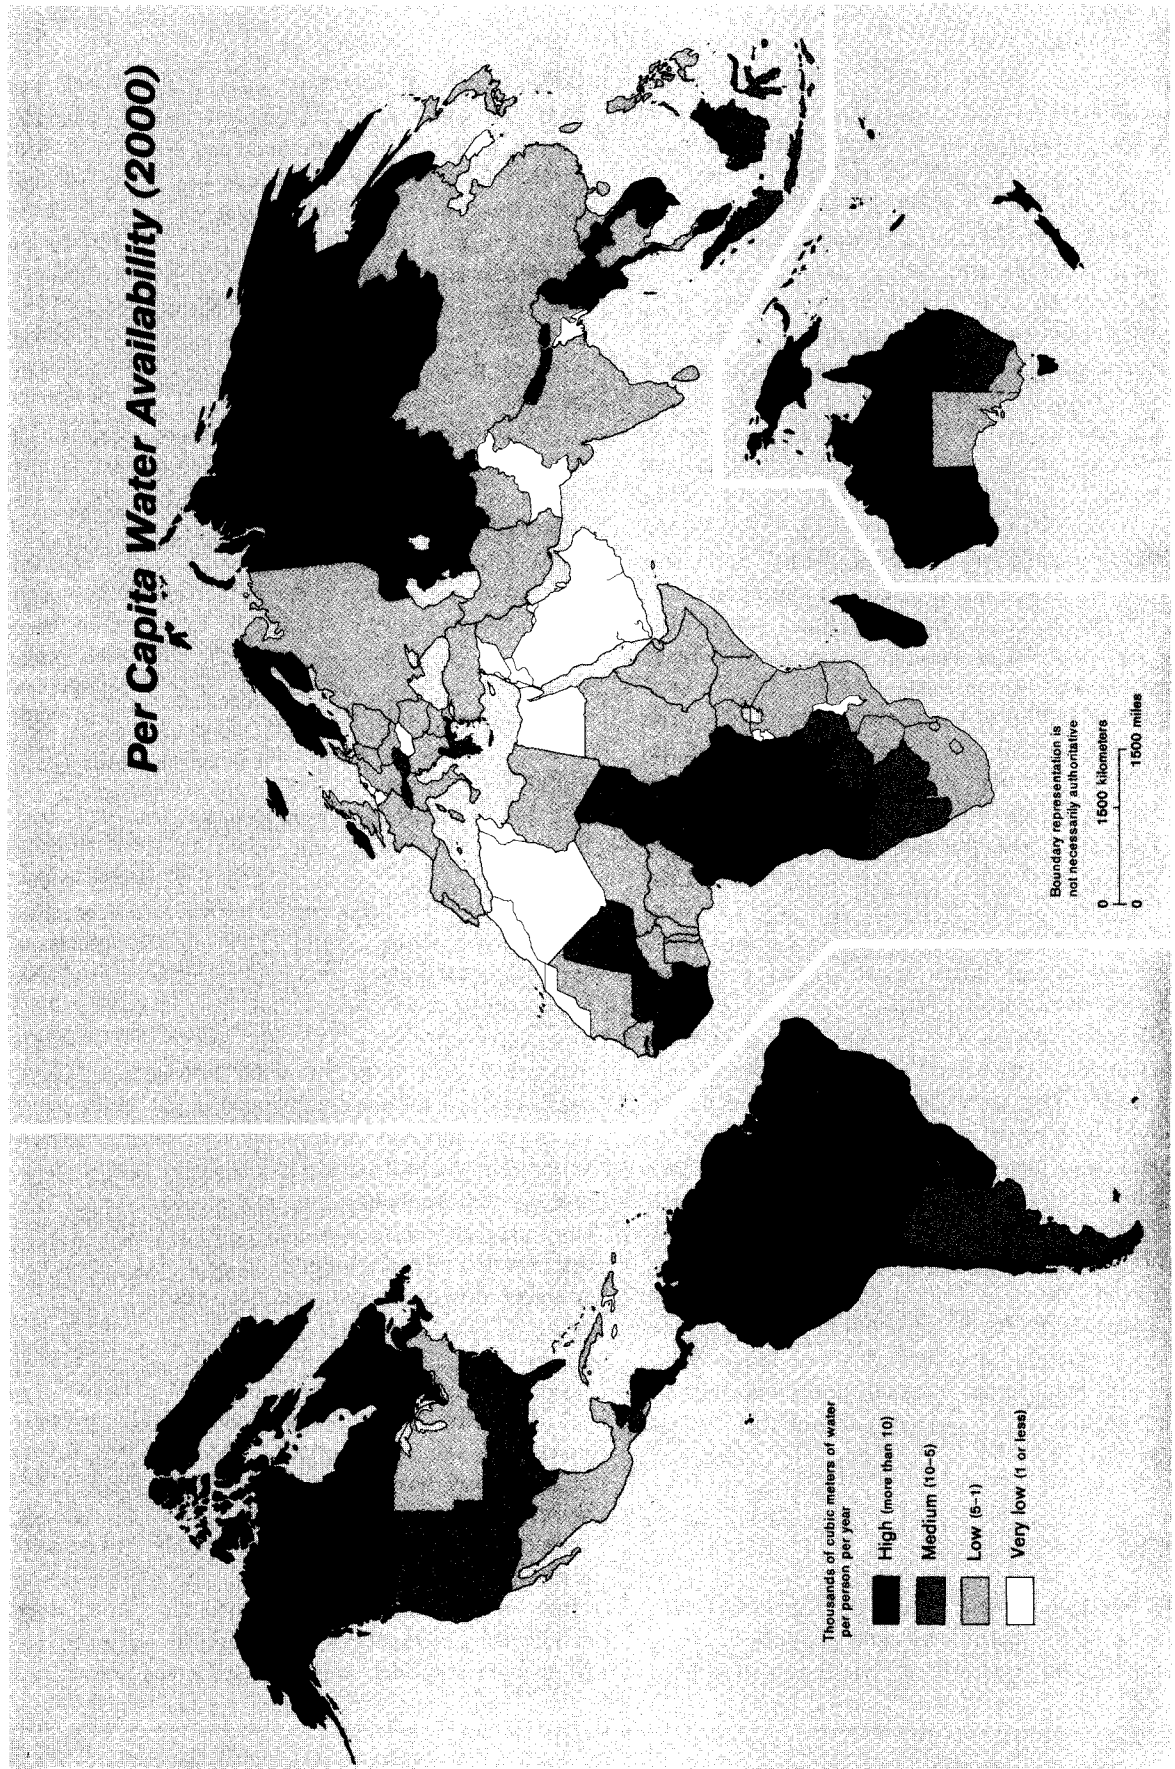 Per Capita Water Availability (2000)
Thousands of cubic meters of water
per person per year
High (more than 10)
Medium (10–5)
Low (5–1)
Very low (1 or less)
Boundary representation is
not necessarily authoritative
0 1500 kilometers
0 1500 miles